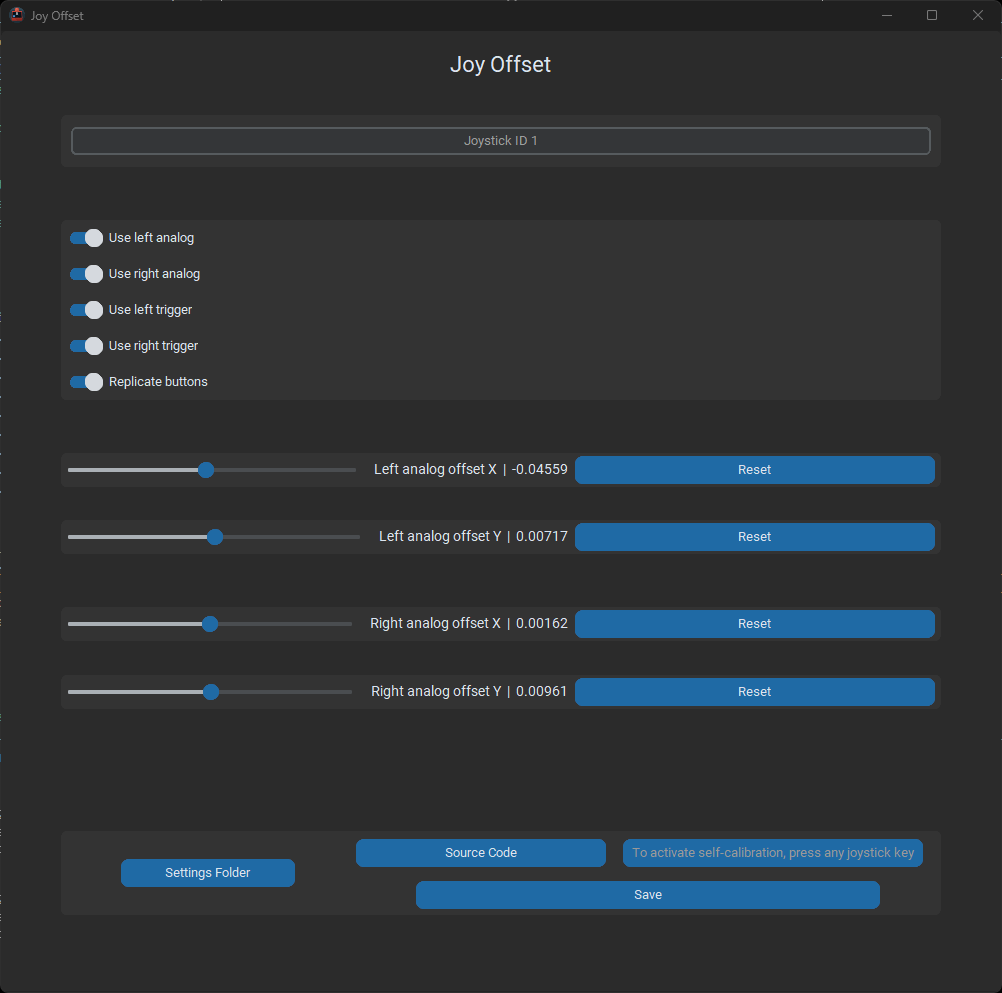 Joy Offset
Joy Offset
Joystick ID 1
Use left analog
Use right analog
Use left trigger
Use right trigger
Replicate buttons
Left analog offset X | -0.04559 Reset
Left analog offset Y | 0.00717 Reset
Right analog offset X | 0.00162 Reset
Right analog offset Y | 0.00961 Reset
Settings Folder
Source Code
To activate self-calibration, press any joystick key
Save